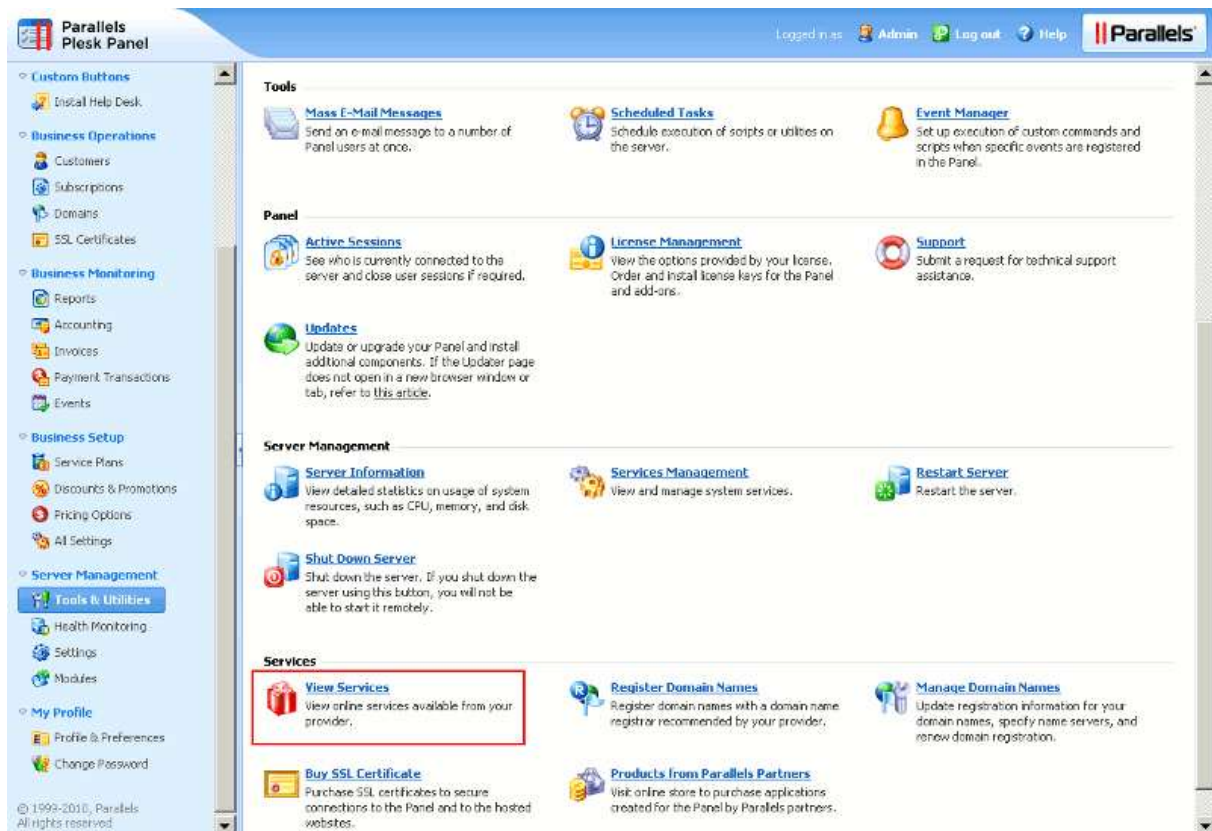 Parallels
Plesk Panel
Logged in as Admin Log out Help Parallels
Custom Buttons
Install Help Desk
Business Operations
Customers
Subscriptions
Domains
SSL Certificates
Business Monitoring
Reports
Accounting
Invoices
Payment Transactions
Events
Business Setup
Service Plans
Discounts & Promotions
Pricing Options
All Settings
Server Management
Tools & Utilities
Health Monitoring
Settings
Modules
My Profile
Profile & Preferences
Change Password
© 1999-2010, Parallels
All rights reserved
Tools
Mass E-Mail Messages
Send an e-mail message to a number of
Panel users at once.
Scheduled Tasks
Schedule execution of scripts or utilities on
the server.
Event Manager
Set up execution of custom commands and
scripts when specific events are registered
in the Panel.
Panel
Active Sessions
See who is currently connected to the
server and close user sessions if required.
License Management
View the options provided by your license.
Order and install license keys for the Panel
and add-ons.
Support
Submit a request for technical support
assistance.
Updates
Update or upgrade your Panel and install
additional components. If the Updater page
does not open in a new browser window or
tab, refer to this article.
Server Management
Server Information
View detailed statistics on usage of system
resources, such as CPU, memory, and disk
space.
Services Management
View and manage system services.
Restart Server
Restart the server.
Shut Down Server
Shut down the server. If you shut down the
server using this button, you will not be
able to start it remotely.
Services
View Services
View online services available from your
provider.
Register Domain Names
Register domain names with a domain name
registrar recommended by your provider.
Manage Domain Names
Update registration information for your
domain names, specify name servers, and
renew domain registration.
Buy SSL Certificate
Purchase SSL certificates to secure
connections to the Panel and to the hosted
websites.
Products from Parallels Partners
Visit online store to purchase applications
created for the Panel by Parallels partners.